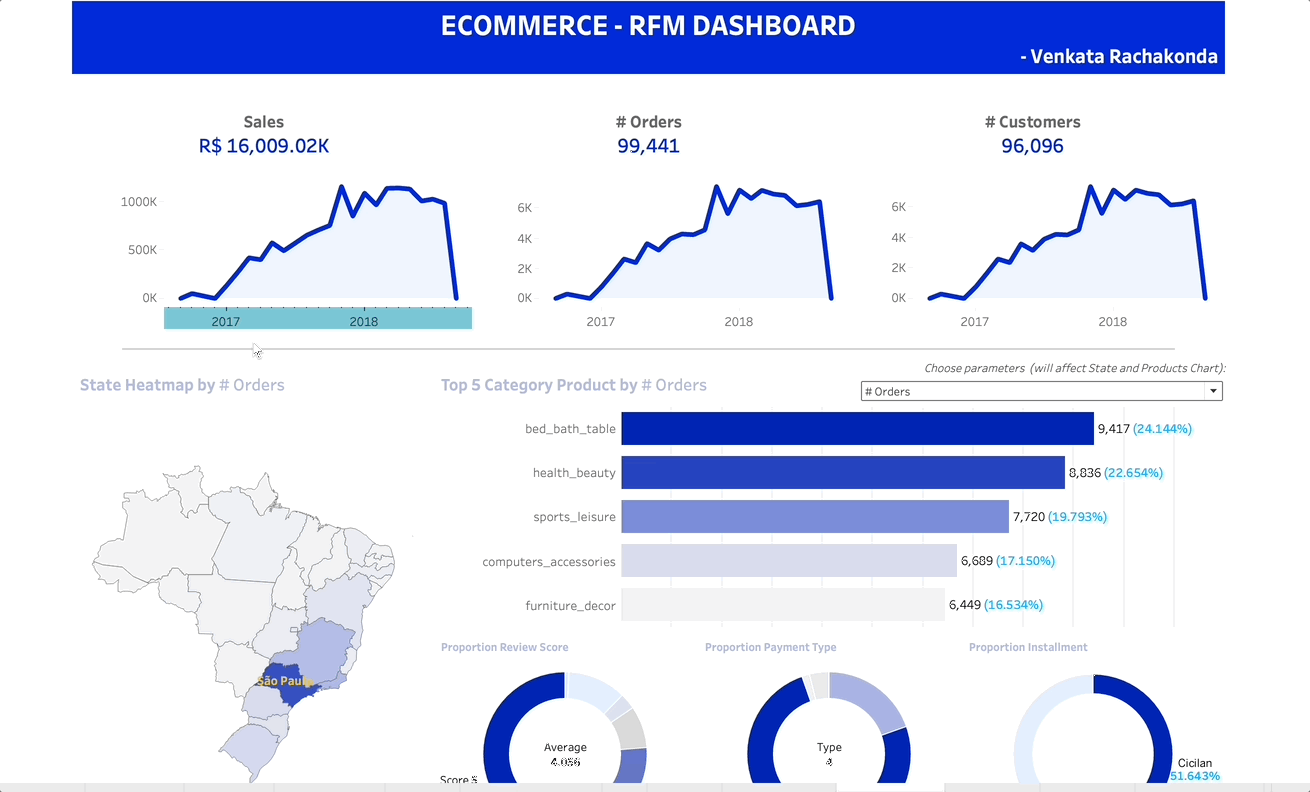 ECOMMERCE - RFM DASHBOARD
- Venkata Rachakonda
Sales
R$ 16,009.02K
# Orders
99,441
# Customers
96,096
1000K
500K
0K
2017
2018
6K
4K
2K
0K
2017
2018
6K
4K
2K
0K
2017
2018
State Heatmap by # Orders
Top 5 Category Product by # Orders
Choose parameters (will affect State and Products Chart):
# Orders
bed_bath_table
9,417 (24.144%)
health_beauty
8,836 (22.654%)
sports_leisure
7,720 (19.793%)
computers_accessories
6,689 (17.150%)
furniture_decor
6,449 (16.534%)
São Paulo
Proportion Review Score
Average
Score 5
Proportion Payment Type
Type
4
Proportion Installment
Cicilan
51.643%